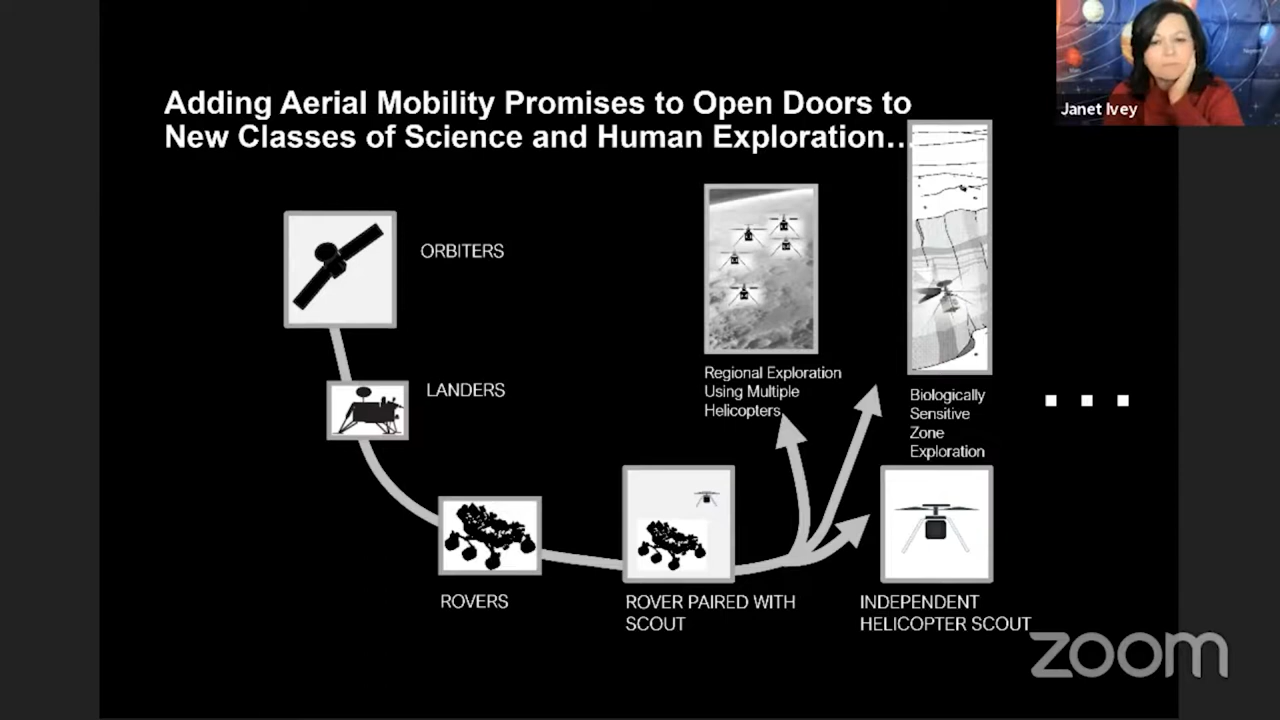 Adding Aerial Mobility Promises to Open Doors to
New Classes of Science and Human Exploration...
Janet Ivey
ORBITERS
LANDERS
ROVERS
ROVER PAIRED WITH
SCOUT
Regional Exploration
Using Multiple
Helicopters
Biologically
Sensitive
Zone
Exploration
INDEPENDENT
HELICOPTER SCOUT
...
zoom